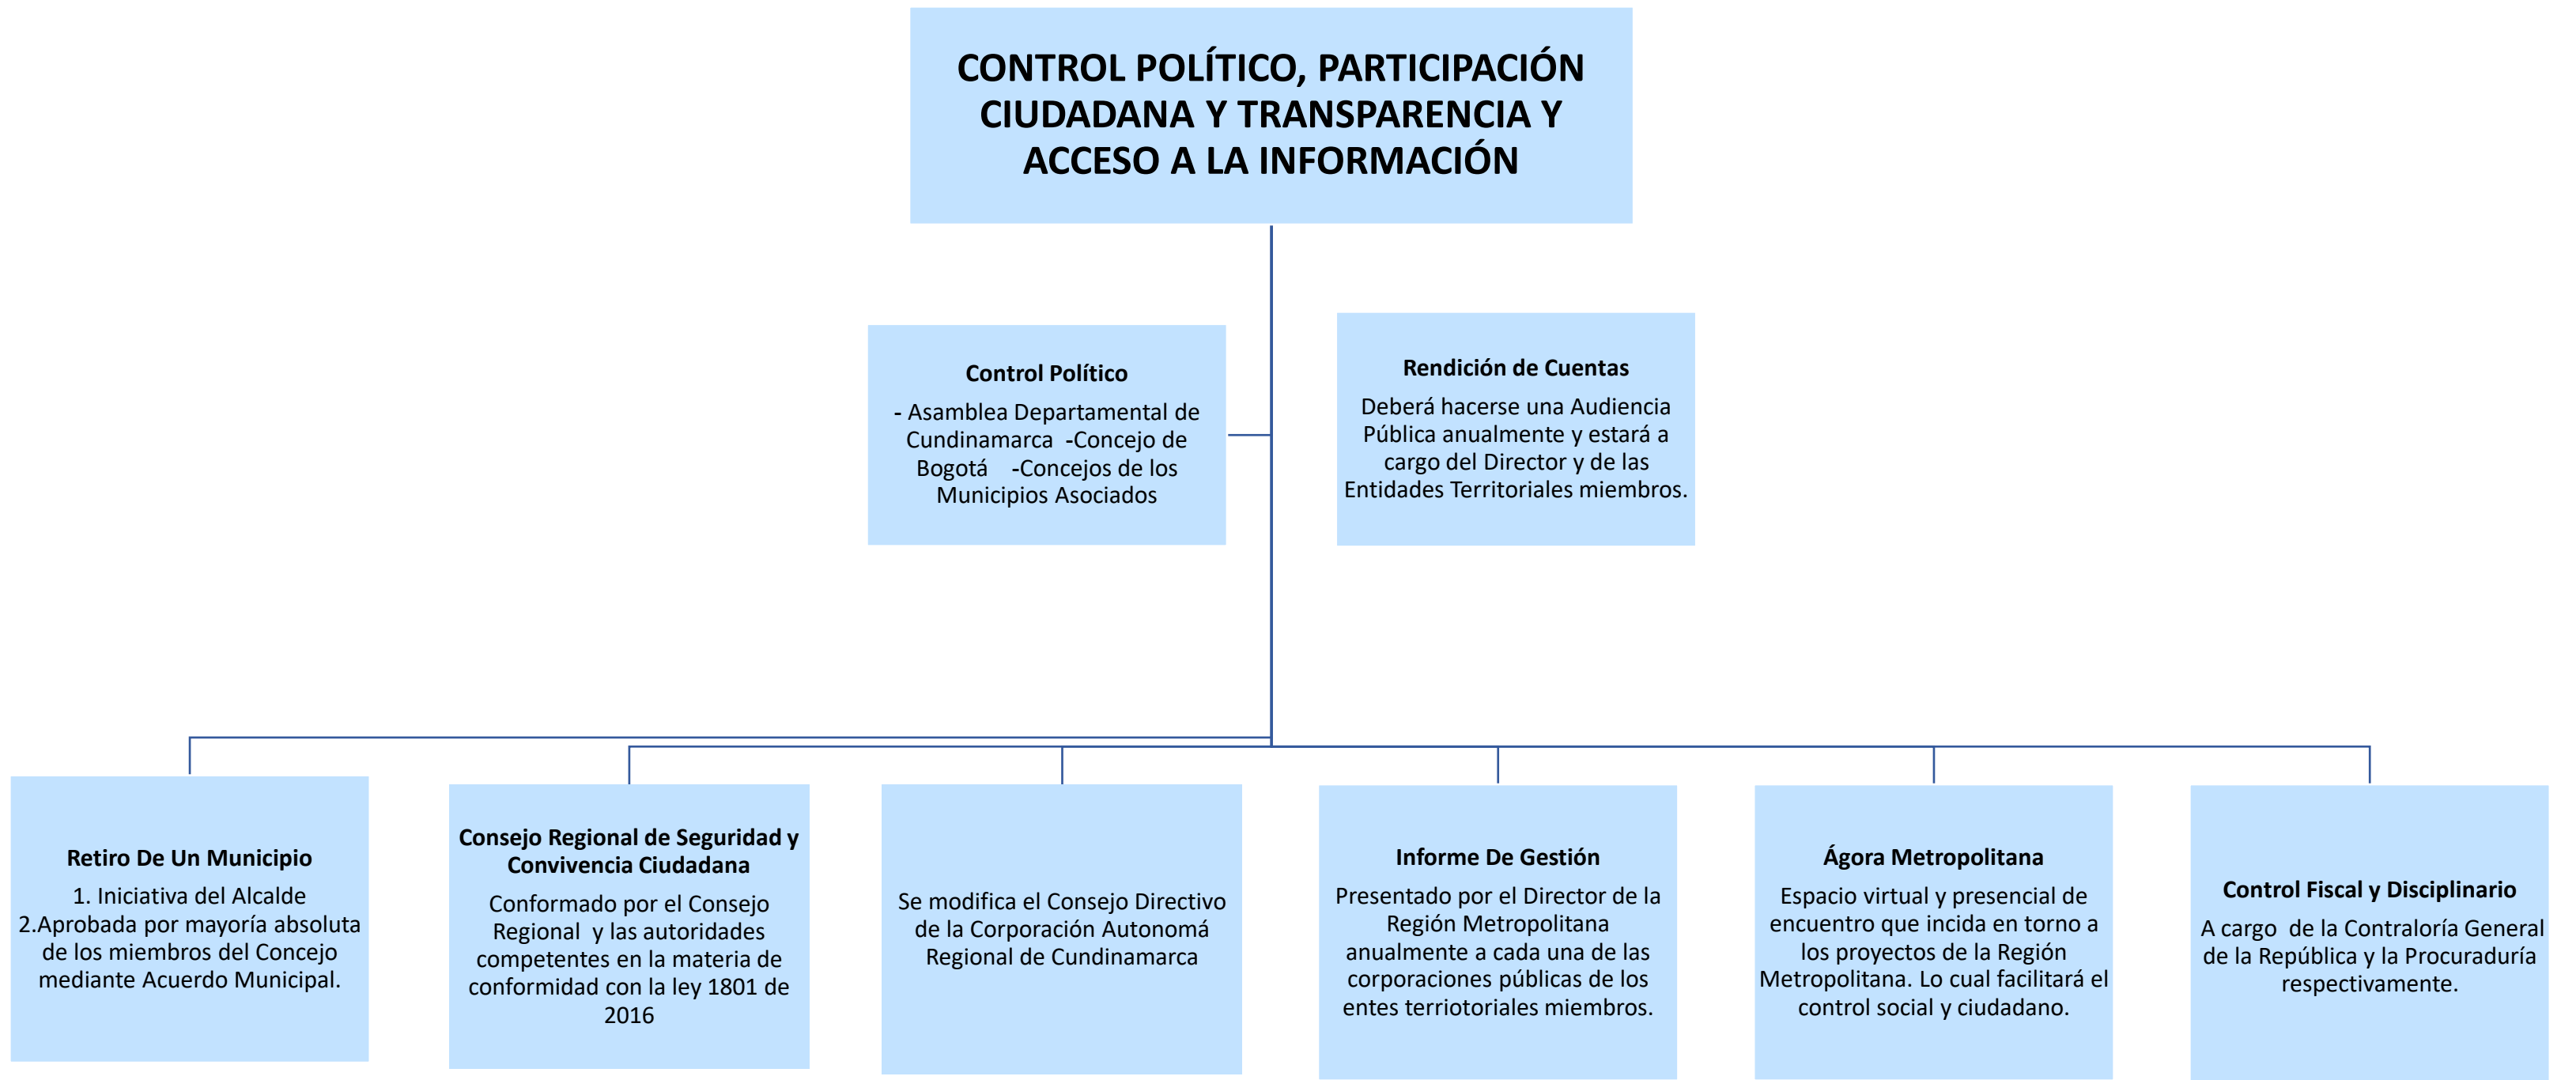 CONTROL POLÍTICO, PARTICIPACIÓN
CIUDADANA Y TRANSPARENCIA Y
ACCESO A LA INFORMACIÓN
Control Político
- Asamblea Departamental de
Cundinamarca -Concejo de
Bogotá -Concejos de los
Municipios Asociados
Rendición de Cuentas
Deberá hacerse una Audiencia
Pública anualmente y estará a
cargo del Director y de las
Entidades Territoriales miembros.
Retiro De Un Municipio
1. Iniciativa del Alcalde
2.Aprobada por mayoría absoluta
de los miembros del Concejo
mediante Acuerdo Municipal.
Consejo Regional de Seguridad y
Convivencia Ciudadana
Conformado por el Consejo
Regional y las autoridades
competentes en la materia de
conformidad con la ley 1801 de
2016
Se modifica el Consejo Directivo
de la Corporación Autonomá
Regional de Cundinamarca
Informe De Gestión
Presentado por el Director de la
Región Metropolitana
anualmente a cada una de las
corporaciones públicas de los
entes terriotoriales miembros.
Ágora Metropolitana
Espacio virtual y presencial de
encuentro que incida en torno a
los proyectos de la Región
Metropolitana. Lo cual facilitará el
control social y ciudadano.
Control Fiscal y Disciplinario
A cargo de la Contraloría General
de la República y la Procuraduría
respectivamente.